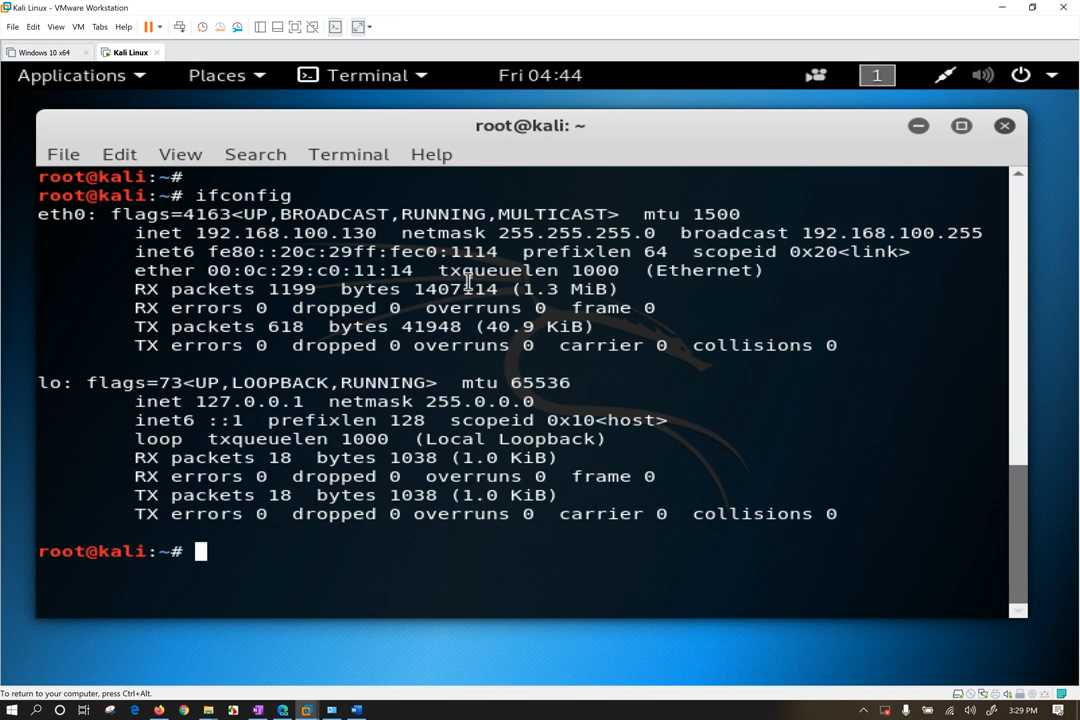 Kali Linux - VMware Workstation
File Edit View VM Tabs Help
Windows 10 x64 Kali Linux
Applications Places Terminal Fri 04:44 1
root@kali: ~
File Edit View Search Terminal Help
root@kali:~#
root@kali:~# ifconfig
eth0: flags=4163<UP,BROADCAST,RUNNING,MULTICAST> mtu 1500
inet 192.168.100.130 netmask 255.255.255.0 broadcast 192.168.100.255
inet6 fe80::20c:29ff:fec0:1114 prefixlen 64 scopeid 0x20<link>
ether 00:0c:29:c0:11:14 txqueuelen 1000 (Ethernet)
RX packets 1199 bytes 1407114 (1.3 MiB)
RX errors 0 dropped 0 overruns 0 frame 0
TX packets 618 bytes 41948 (40.9 KiB)
TX errors 0 dropped 0 overruns 0 carrier 0 collisions 0
lo: flags=73<UP,LOOPBACK,RUNNING> mtu 65536
inet 127.0.0.1 netmask 255.0.0.0
inet6 ::1 prefixlen 128 scopeid 0x10<host>
loop txqueuelen 1000 (Local Loopback)
RX packets 18 bytes 1038 (1.0 KiB)
RX errors 0 dropped 0 overruns 0 frame 0
TX packets 18 bytes 1038 (1.0 KiB)
TX errors 0 dropped 0 overruns 0 carrier 0 collisions 0
root@kali:~#
To return to your computer, press Ctrl+Alt.
3:29 PM